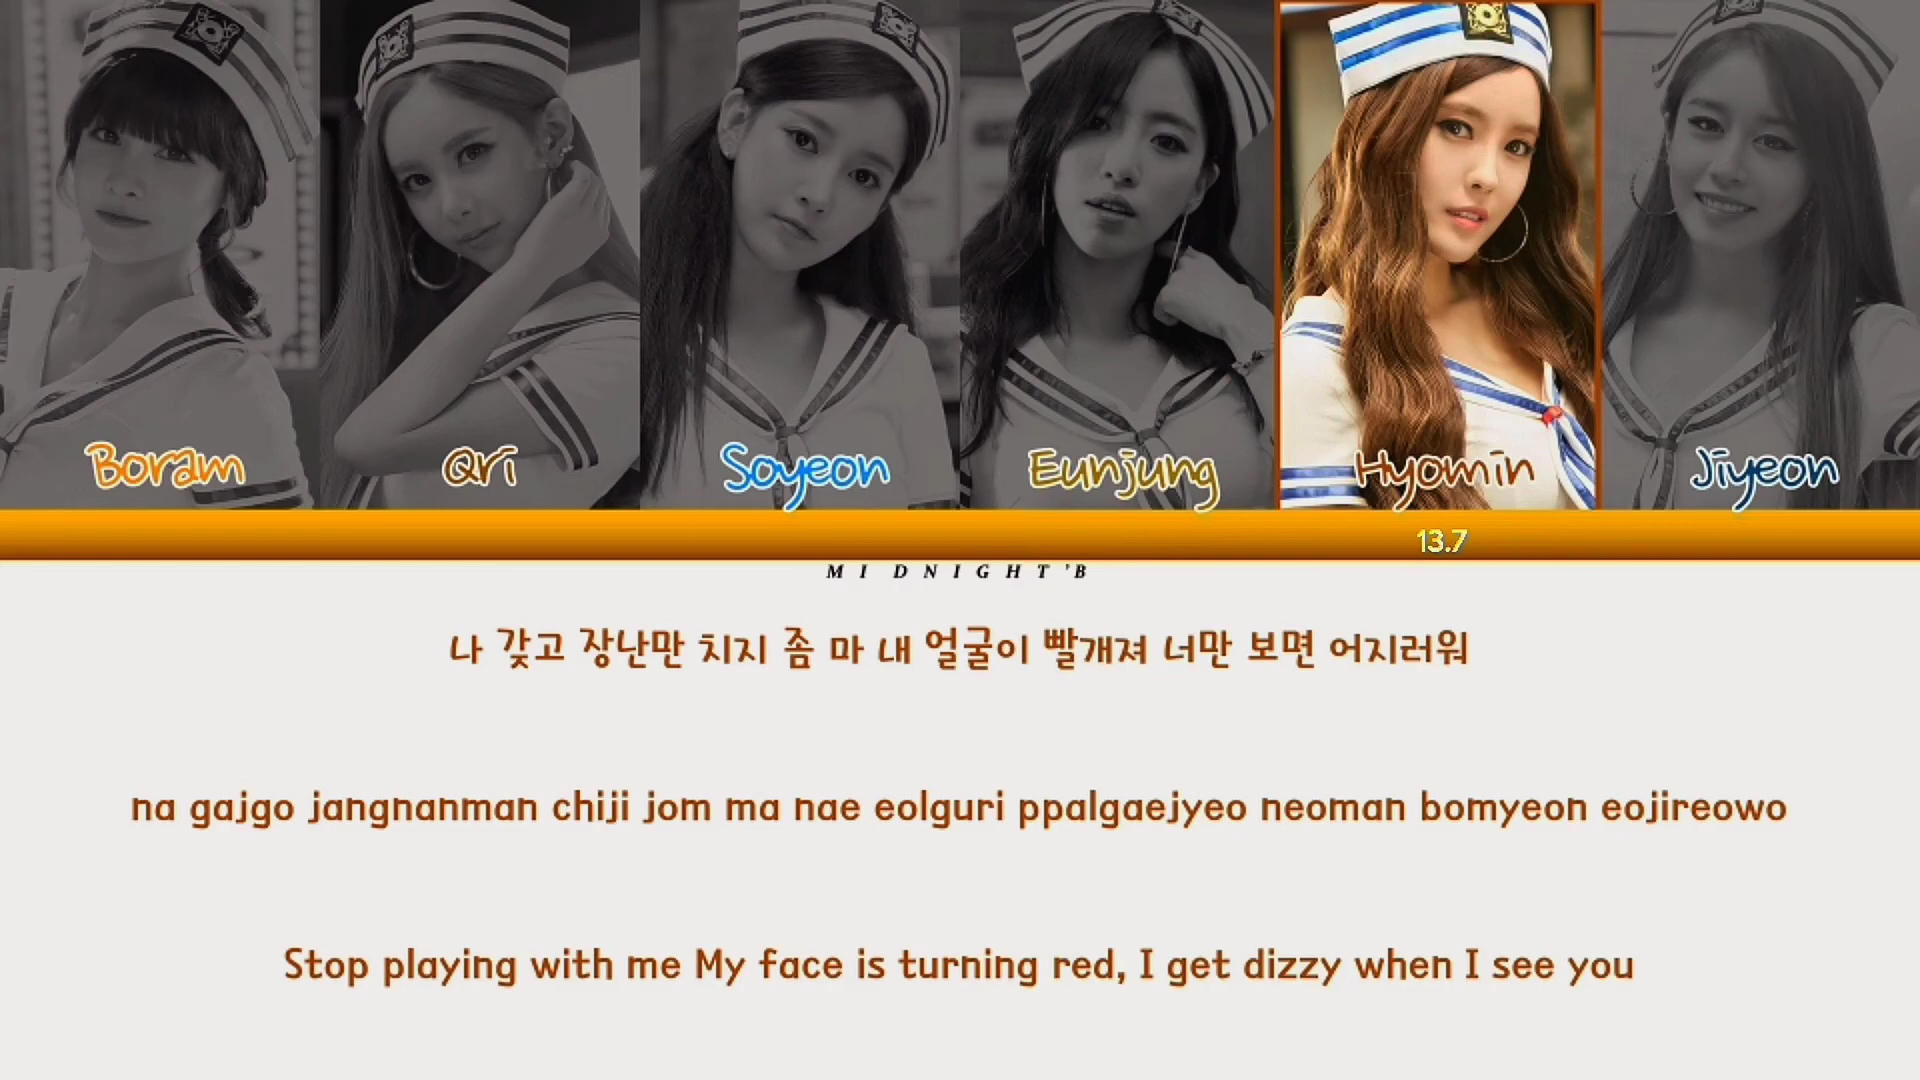 Boram
Qri
Soyeon
Eunjung
Hyomin
Jiyeon
13.7
MIDNIGHT'B
나 갖고 장난만 치지 좀 마 내 얼굴이 빨개져 너만 보면 어지러워
na gajgo jangnanman chiji jom ma nae eolguri ppalgaejyeo neoman bomyeon eojireowo
Stop playing with me My face is turning red, I get dizzy when I see you